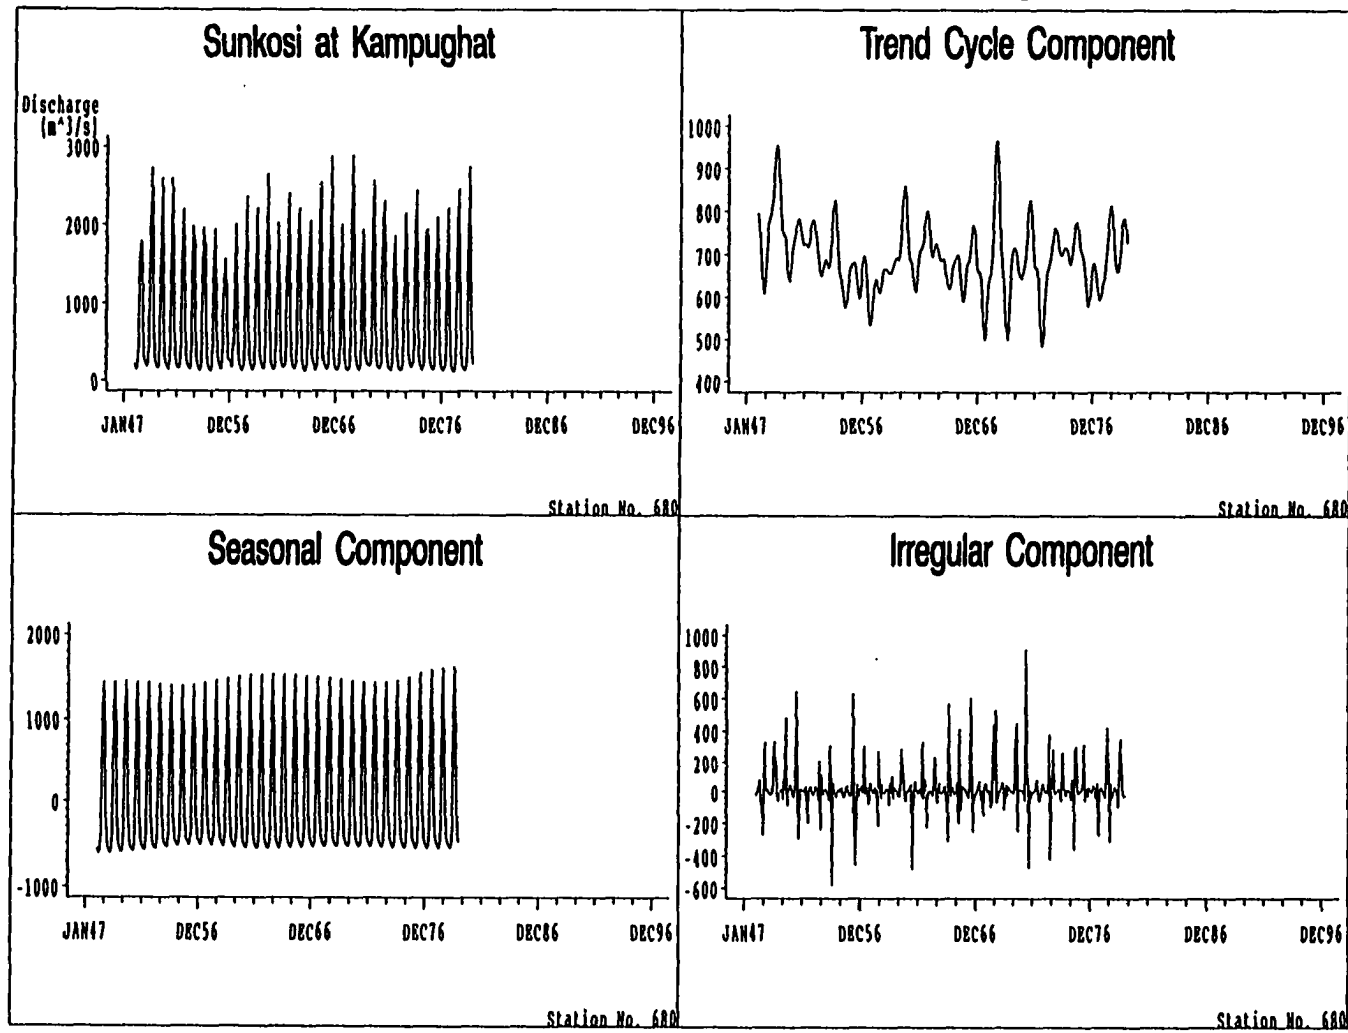 Sunkosi at Kampughat
Discharge
(m^3/s)
3000
2000
1000
0
JAN47 DEC56 DEC66 DEC76 DEC86 DEC96
Station No. 680
Trend Cycle Component
1000
900
800
700
600
500
400
JAN47 DEC56 DEC66 DEC76 DEC86 DEC96
Station No. 680
Seasonal Component
2000
1000
0
-1000
JAN47 DEC56 DEC66 DEC76 DEC86 DEC96
Station No. 680
Irregular Component
1000
800
600
400
200
0
-200
-400
-600
JAN47 DEC56 DEC66 DEC76 DEC86 DEC96
Station No. 680